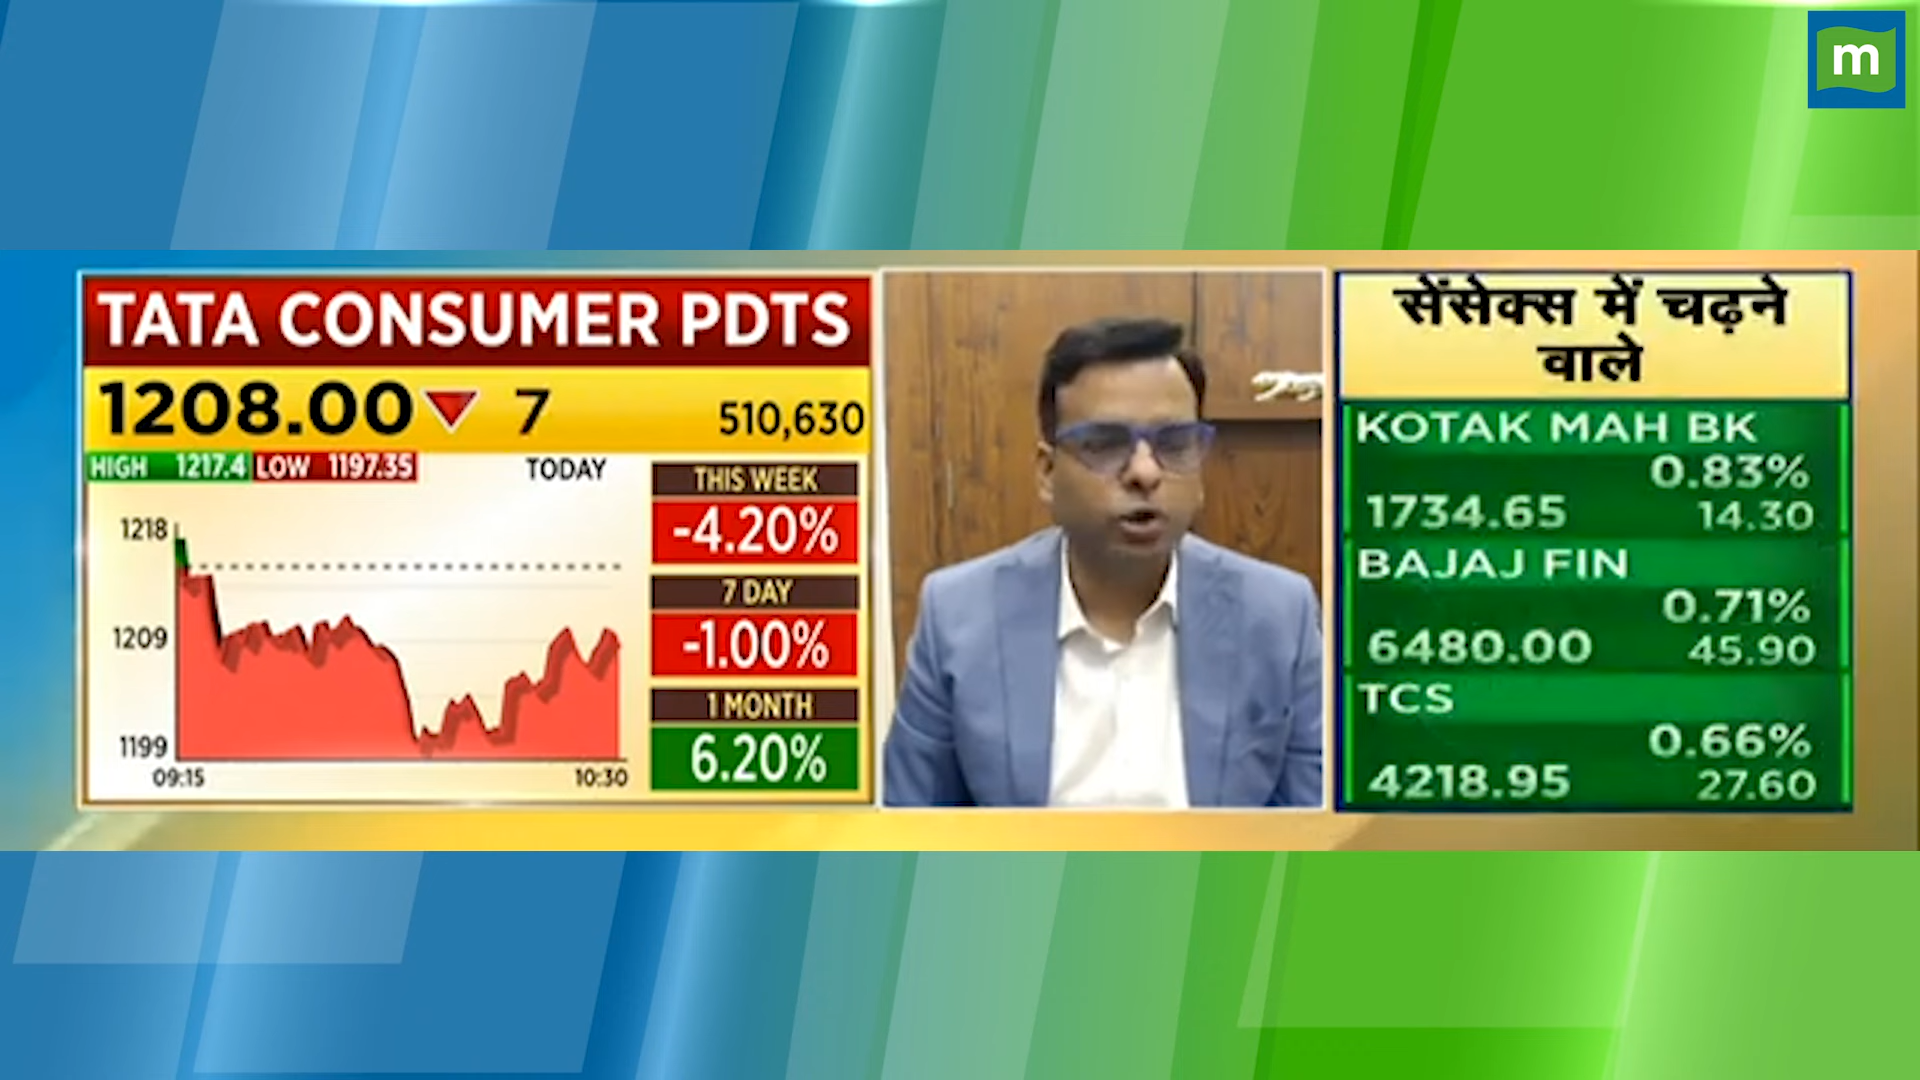 m
TATA CONSUMER PDTS
1208.00 7 510,630
HIGH 1217.4 LOW 1197.35 TODAY
1218
1209
1199
09:15 10:30
THIS WEEK
-4.20%
7 DAY
-1.00%
1 MONTH
6.20%
सेंसेक्स में चढ़ने
वाले
KOTAK MAH BK
0.83%
1734.65 14.30
BAJAJ FIN
0.71%
6480.00 45.90
TCS
0.66%
4218.95 27.60